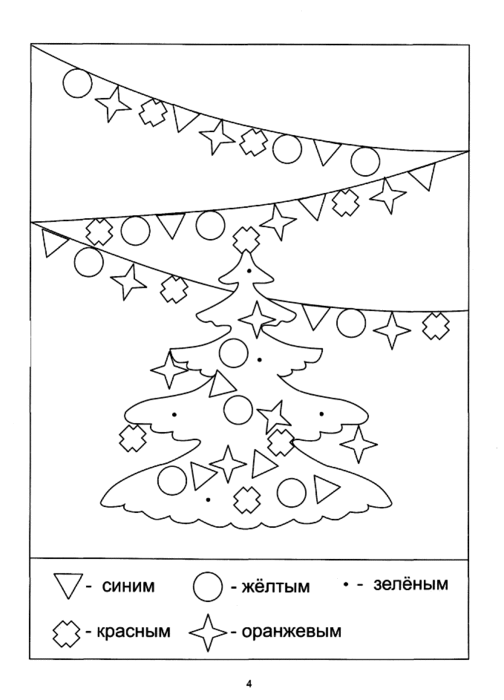 - синим - жёлтым - зелёным
- красным - оранжевым
4